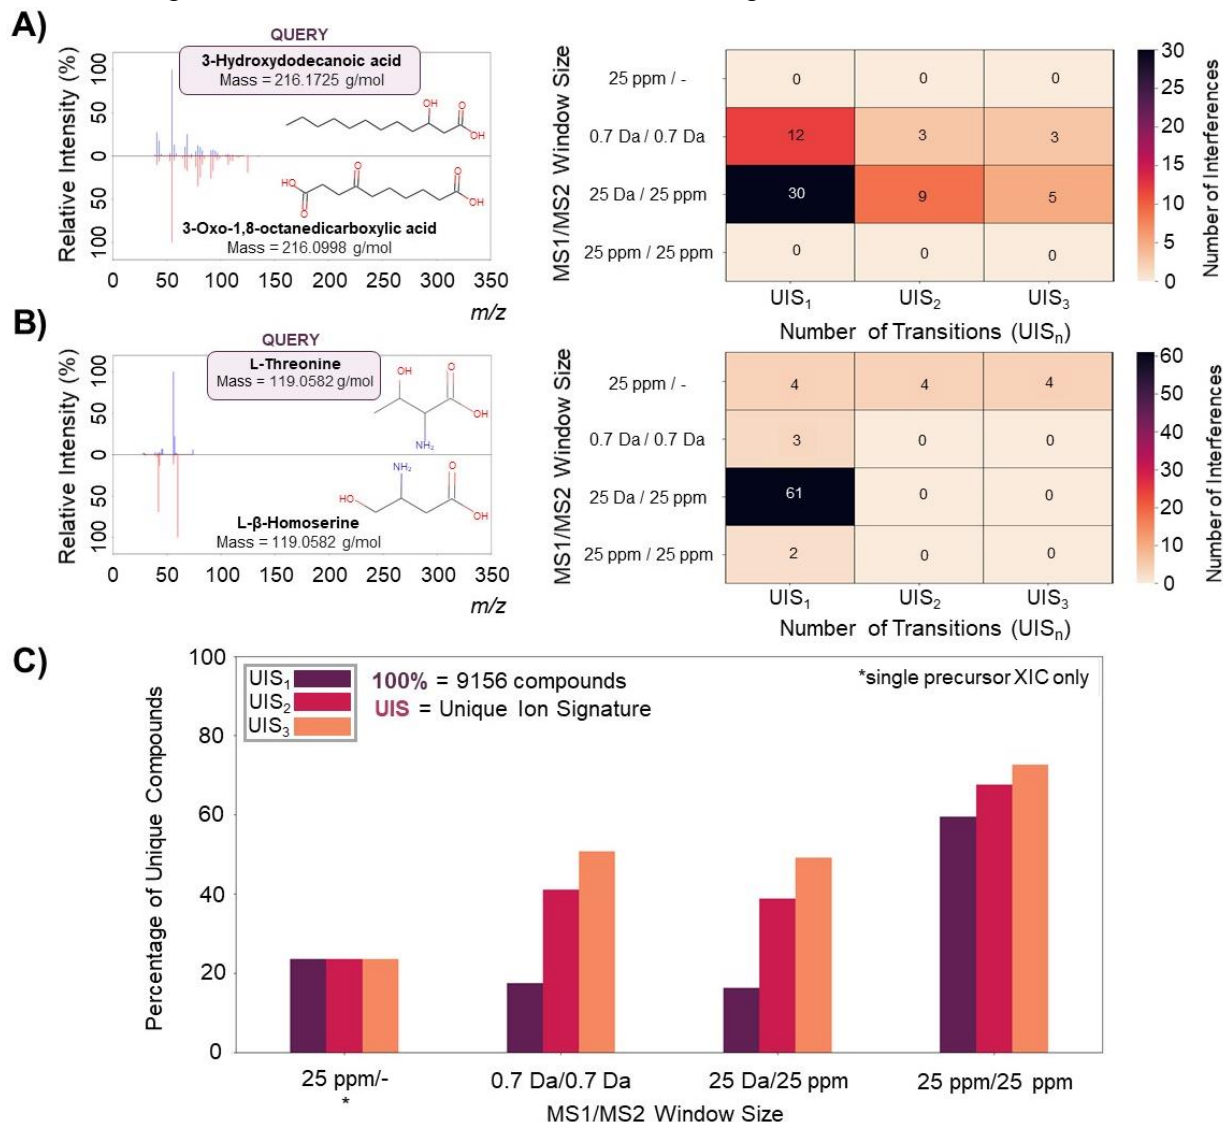 A)
QUERY
3-Hydroxydodecanoic acid
Mass = 216.1725 g/mol
Relative Intensity (%)
100
50
0
50
100
OH
O
OH
O
HO
O
O
OH
3-Oxo-1,8-octanedicarboxylic acid
Mass = 216.0998 g/mol
0 50 100 150 200 250 300 350
m/z
MS1/MS2 Window Size
25 ppm / - 0 0 0
0.7 Da / 0.7 Da 12 3 3
25 Da / 25 ppm 30 9 5
25 ppm / 25 ppm 0 0 0
UIS₁ UIS₂ UIS₃
Number of Transitions (UISₙ)
30
25
20
15
10
5
0
Number of Interferences
B)
QUERY
L-Threonine
Mass = 119.0582 g/mol
Relative Intensity (%)
100
50
0
50
100
OH
O
OH
NH₂
NH₂
O
HO
OH
L-β-Homoserine
Mass = 119.0582 g/mol
0 50 100 150 200 250 300 350
m/z
MS1/MS2 Window Size
25 ppm / - 4 4 4
0.7 Da / 0.7 Da 3 0 0
25 Da / 25 ppm 61 0 0
25 ppm / 25 ppm 2 0 0
UIS₁ UIS₂ UIS₃
Number of Transitions (UISₙ)
60
50
40
30
20
10
0
Number of Interferences
C)
Percentage of Unique Compounds
100
80
60
40
20
0
UIS₁
UIS₂
UIS₃
100% = 9156 compounds
UIS = Unique Ion Signature
*single precursor XIC only
25 ppm/- 0.7 Da/0.7 Da 25 Da/25 ppm 25 ppm/25 ppm
*
MS1/MS2 Window Size